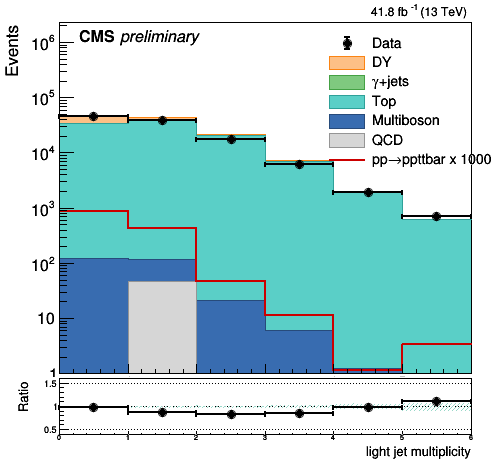 41.8 fb⁻¹ (13 TeV)
CMS preliminary
Events
10⁶
10⁵
10⁴
10³
10²
10
1
Data
DY
γ+jets
Top
Multiboson
QCD
pp→ppttbar x 1000
Ratio
1.5
1
0.5
0 1 2 3 4 5 6
light jet multiplicity